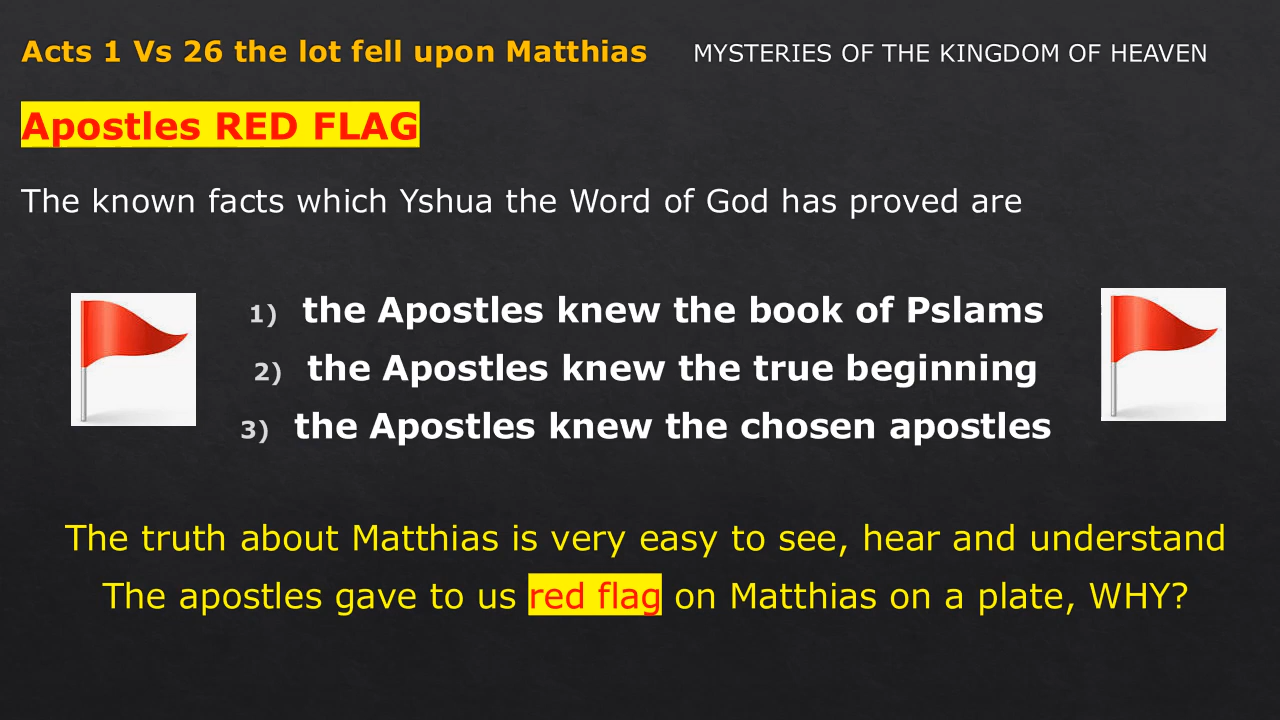 Acts 1 Vs 26 the lot fell upon Matthias MYSTERIES OF THE KINGDOM OF HEAVEN
Apostles RED FLAG
The known facts which Yshua the Word of God has proved are
1) the Apostles knew the book of Pslams
2) the Apostles knew the true beginning
3) the Apostles knew the chosen apostles
The truth about Matthias is very easy to see, hear and understand
The apostles gave to us red flag on Matthias on a plate, WHY?